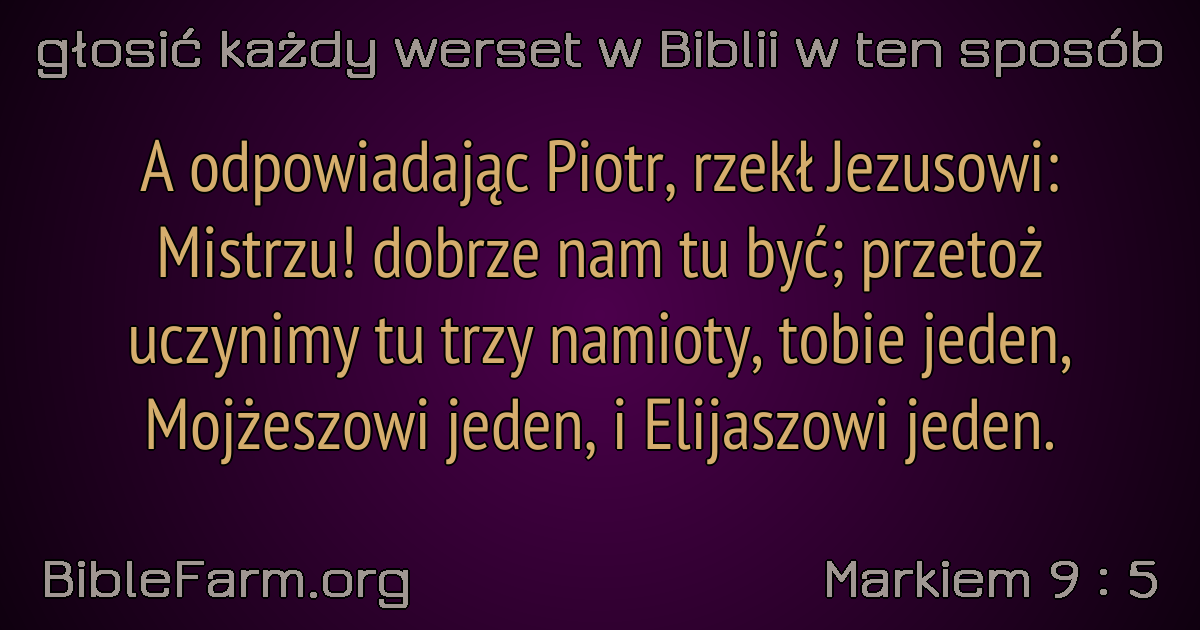 głosić każdy werset w Biblii w ten sposób
A odpowiadając Piotr, rzekł Jezusowi:
Mistrzu! dobrze nam tu być; przetoż
uczynimy tu trzy namioty, tobie jeden,
Mojżeszowi jeden, i Elijaszowi jeden.
BibleFarm.org
Markiem 9 : 5